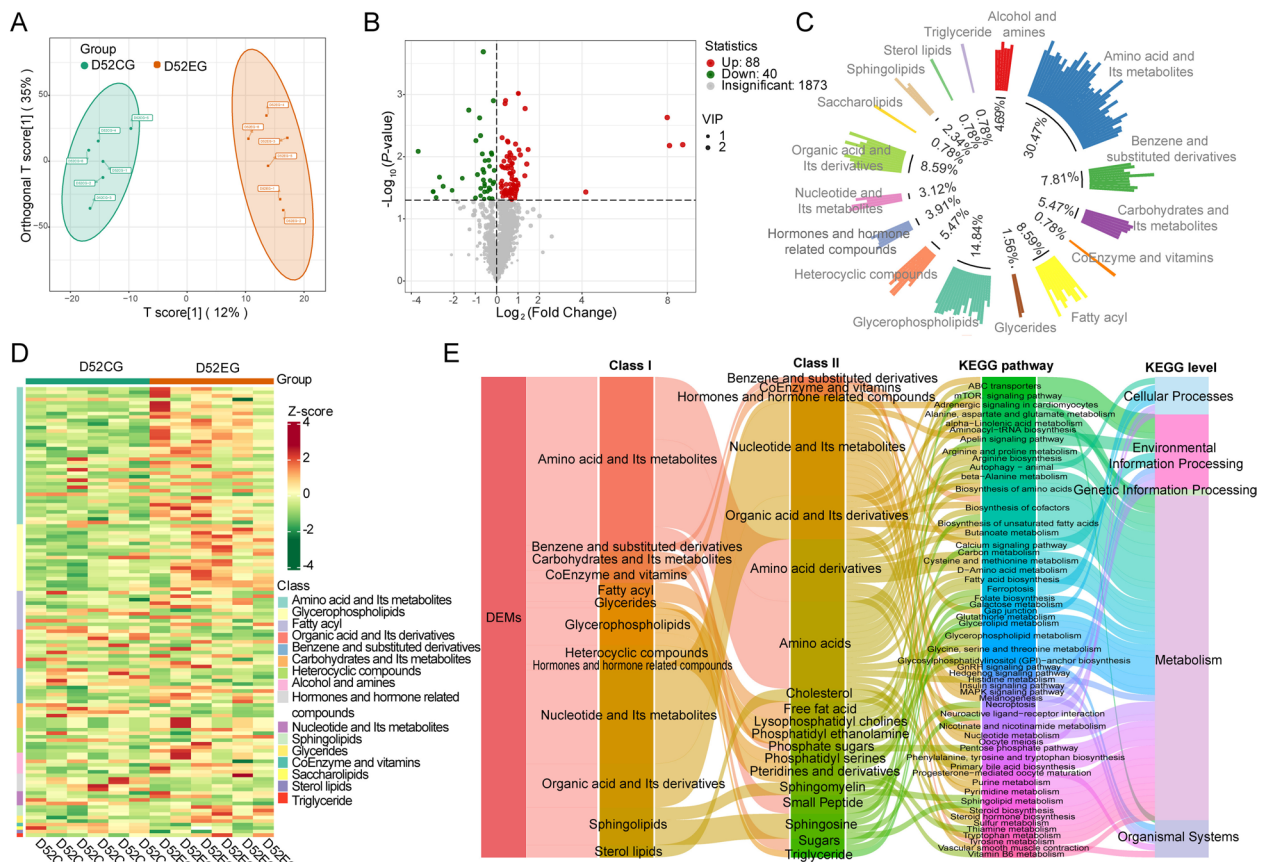 A
Group
D52CG
D52EG
Orthogonal T score[1] ( 35% )
50
0
−50
−20
−10
0
10
20
T score[1] ( 12% )
B
Statistics
Up: 88
Down: 40
Insignificant: 1873
VIP
1
2
-Log10 (P-value)
3
2
1
0
-4
-2
-1
0
1
2
4
8
Log2 (Fold Change)
C
Alcohol and
amines
Triglyceride
Sterol lipids
Sphingolipids
Saccharolipids
Organic acid and
Its derivatives
Nucleotide and
Its metabolites
Hormones and hormone
related compounds
Heterocyclic compounds
Glycerophospholipids
Glycerides
Fatty acyl
CoEnzyme and vitamins
Carbohydrates and
Its metabolites
Benzene and
substituted derivatives
Amino acid and
Its metabolites
4.69%
30.47%
7.81%
5.47%
0.78%
8.59%
1.56%
14.84%
5.47%
3.91%
3.12%
8.59%
0.78%
2.34%
0.78%
0.78%
D
D52CG
D52EG
Group
Z-score
4
2
0
-2
-4
Class
Amino acid and Its metabolites
Glycerophospholipids
Fatty acyl
Organic acid and Its derivatives
Benzene and substituted derivatives
Carbohydrates and Its metabolites
Heterocyclic compounds
Alcohol and amines
Hormones and hormone related
compounds
Nucleotide and Its metabolites
Sphingolipids
Glycerides
CoEnzyme and vitamins
Saccharolipids
Sterol lipids
Triglyceride
E
Class I
Class II
KEGG pathway
KEGG level
DEMs
Amino acid and Its metabolites
Benzene and substituted derivatives
Carbohydrates and Its metabolites
CoEnzyme and vitamins
Fatty acyl
Glycerides
Glycerophospholipids
Heterocyclic compounds
Hormones and hormone related compounds
Nucleotide and Its metabolites
Organic acid and Its derivatives
Sphingolipids
Sterol lipids
Benzene and substituted derivatives
CoEnzyme and vitamins
Hormones and hormone related compounds
Nucleotide and Its metabolites
Organic acid and Its derivatives
Amino acid derivatives
Amino acids
Cholesterol
Free fatty acid
Lysophosphatidyl cholines
Phosphatidyl ethanolamine
Phosphate sugars
Phosphatidyl serines
Pteridines and derivatives
Sphingomyelin
Small Peptide
Sphingosine
Sugars
Triglyceride
ABC transporters
mTOR signaling pathway
Adrenergic signaling in cardiomyocytes
Alanine, aspartate and glutamate metabolism
alpha-Linolenic acid metabolism
Aminoacyl-tRNA biosynthesis
Apelin signaling pathway
Arginine and proline metabolism
Arginine biosynthesis
Autophagy - animal
beta-Alanine metabolism
Biosynthesis of amino acids
Biosynthesis of cofactors
Biosynthesis of unsaturated fatty acids
Butanoate metabolism
Calcium signaling pathway
Carbon metabolism
Cysteine and methionine metabolism
D-Amino acid metabolism
Fatty acid biosynthesis
Ferroptosis
Folate biosynthesis
Galactose metabolism
Gap junction
Glutathione metabolism
Glycerolipid metabolism
Glycerophospholipid metabolism
Glycine, serine and threonine metabolism
Glycosylphosphatidylinositol (GPI)-anchor biosynthesis
GnRH signaling pathway
Hedgehog signaling pathway
Histidine metabolism
Insulin signaling pathway
MAPK signaling pathway
Melanogenesis
Necroptosis
Neuroactive ligand-receptor interaction
Nicotinate and nicotinamide metabolism
Nucleotide metabolism
Oocyte meiosis
Pentose phosphate pathway
Phenylalanine, tyrosine and tryptophan biosynthesis
Primary bile acid biosynthesis
Progesterone-mediated oocyte maturation
Purine metabolism
Pyrimidine metabolism
Sphingolipid metabolism
Steroid biosynthesis
Steroid hormone biosynthesis
Sulfur metabolism
Thiamine metabolism
Tryptophan metabolism
Tyrosine metabolism
Vascular smooth muscle contraction
Vitamin B6 metabolism
Cellular Processes
Environmental
Information Processing
Genetic Information Processing
Metabolism
Organismal Systems